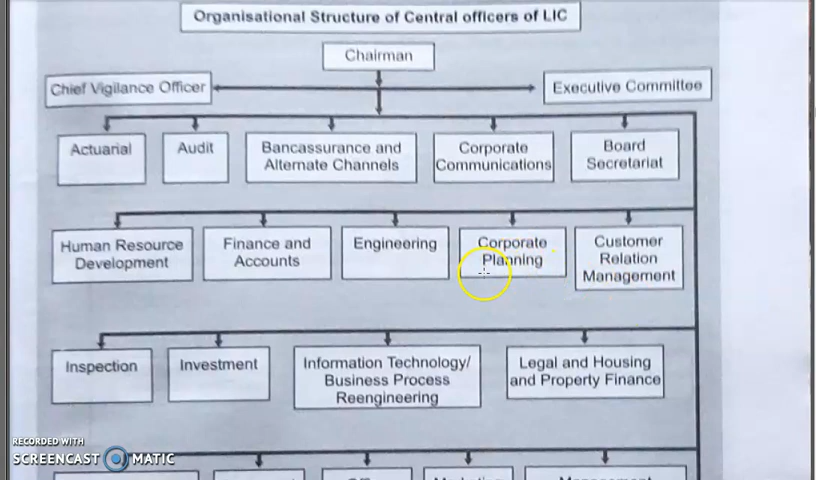 Organisational Structure of Central officers of LIC
Chairman
Chief Vigilance Officer
Executive Committee
Actuarial
Audit
Bancassurance and
Alternate Channels
Corporate
Communications
Board
Secretariat
Human Resource
Development
Finance and
Accounts
Engineering
Corporate
Planning
Customer
Relation
Management
Inspection
Investment
Information Technology/
Business Process
Reengineering
Legal and Housing
and Property Finance
RECORDED WITH
SCREENCAST MATIC